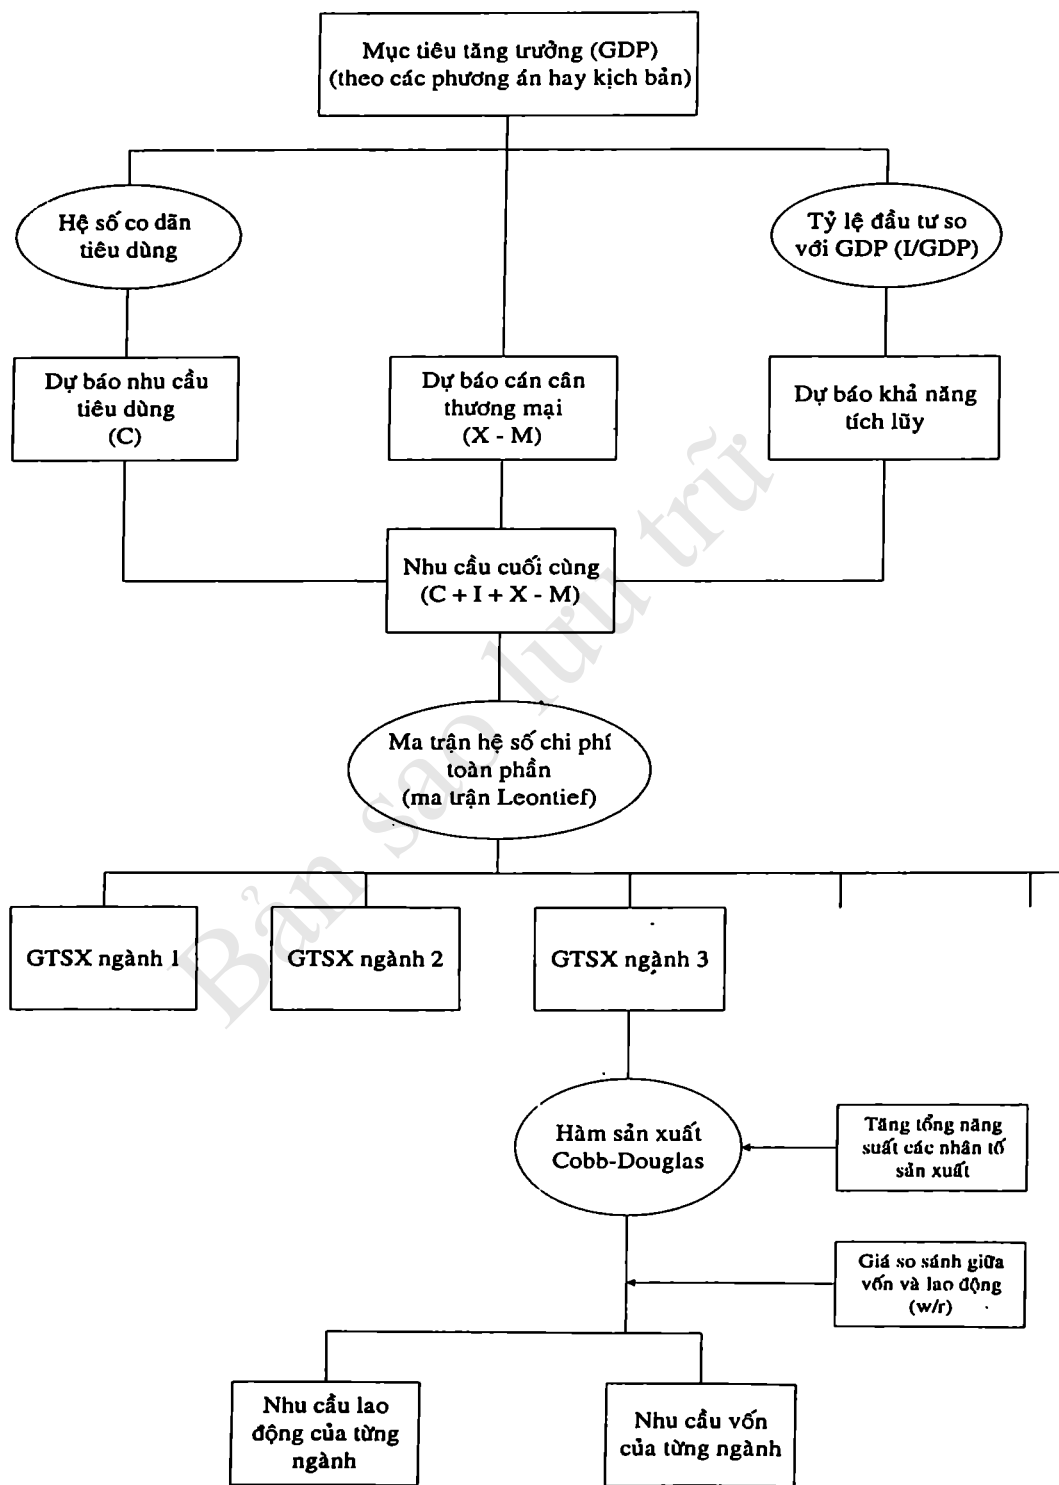 Mục tiêu tăng trưởng (GDP)
(theo các phương án hay kịch bản)
Hệ số co dãn
tiêu dùng
Tỷ lệ đầu tư so
với GDP (I/GDP)
Dự báo nhu cầu
tiêu dùng
(C)
Dự báo cán cân
thương mại
(X - M)
Dự báo khả năng
tích lũy
Nhu cầu cuối cùng
(C + I + X - M)
Ma trận hệ số chi phí
toàn phần
(ma trận Leontief)
GTSX ngành 1
GTSX ngành 2
GTSX ngành 3
Hàm sản xuất
Cobb-Douglas
Tăng tổng năng
suất các nhân tố
sản xuất
Giá so sánh giữa
vốn và lao động
(w/r)
Nhu cầu lao
động của từng
ngành
Nhu cầu vốn
của từng ngành
Bản sao lưu trữ